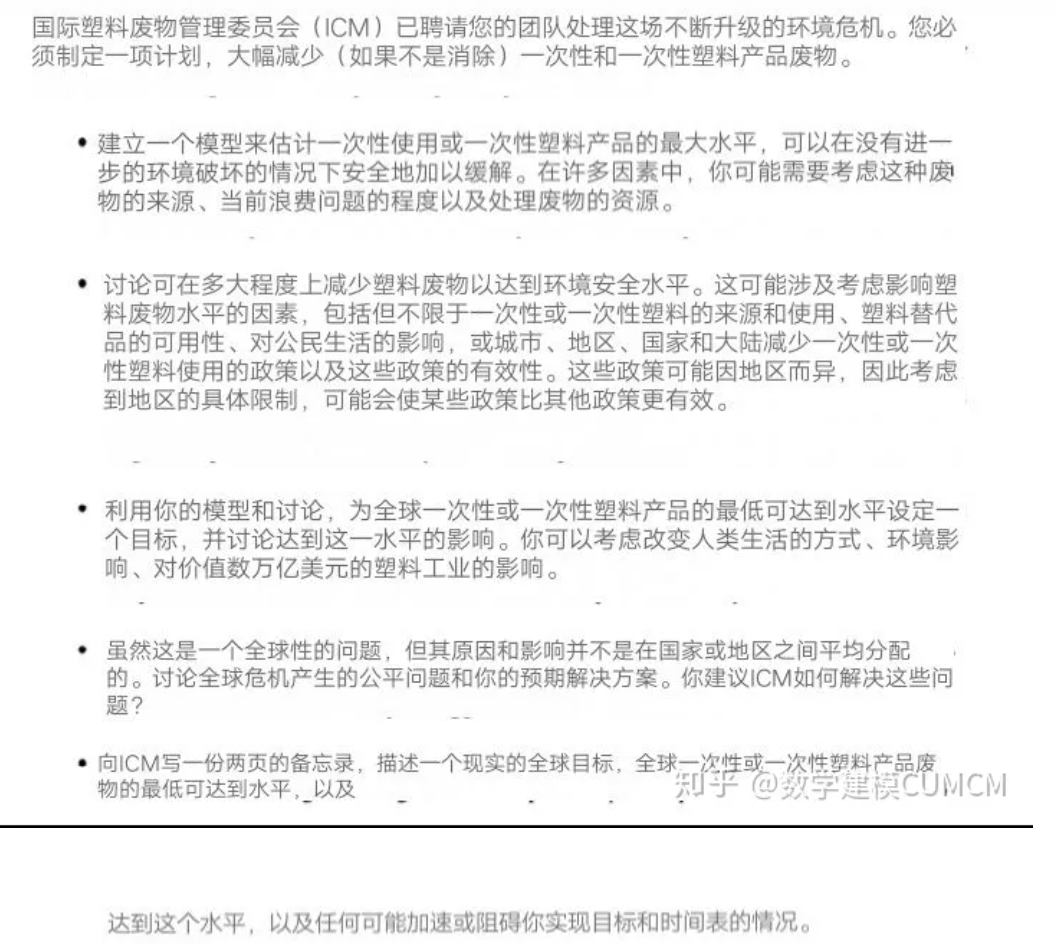 国际塑料废物管理委员会（ICM）已聘请您的团队处理这场不断升级的环境危机。您必
须制定一项计划，大幅减少（如果不是消除）一次性和一次性塑料产品废物。
• 建立一个模型来估计一次性使用或一次性塑料产品的最大水平，可以在没有进一
步的环境破坏的情况下安全地加以缓解。在许多因素中，你可能需要考虑这种废
物的来源、当前浪费问题的程度以及处理废物的资源。
• 讨论可在多大程度上减少塑料废物以达到环境安全水平。这可能涉及考虑影响塑
料废物水平的因素，包括但不限于一次性或一次性塑料的来源和使用、塑料替代
品的可用性、对公民生活的影响，或城市、地区、国家和大陆减少一次性或一次
性塑料使用的政策以及这些政策的有效性。这些政策可能因地区而异，因此考虑
到地区的具体限制，可能会使某些政策比其他政策更有效。
• 利用你的模型和讨论，为全球一次性或一次性塑料产品的最低可达到水平设定一
个目标，并讨论达到这一水平的影响。你可以考虑改变人类生活的方式、环境影
响、对价值数万亿美元的塑料工业的影响。
• 虽然这是一个全球性的问题，但其原因和影响并不是在国家或地区之间平均分配
的。讨论全球危机产生的公平问题和你的预期解决方案。你建议ICM如何解决这些问
题？
• 向ICM写一份两页的备忘录，描述一个现实的全球目标，全球一次性或一次性塑料产品废
物的最低可达到水平，以及
知乎 @数学建模CUMCM
达到这个水平，以及任何可能加速或阻碍你实现目标和时间表的情况。